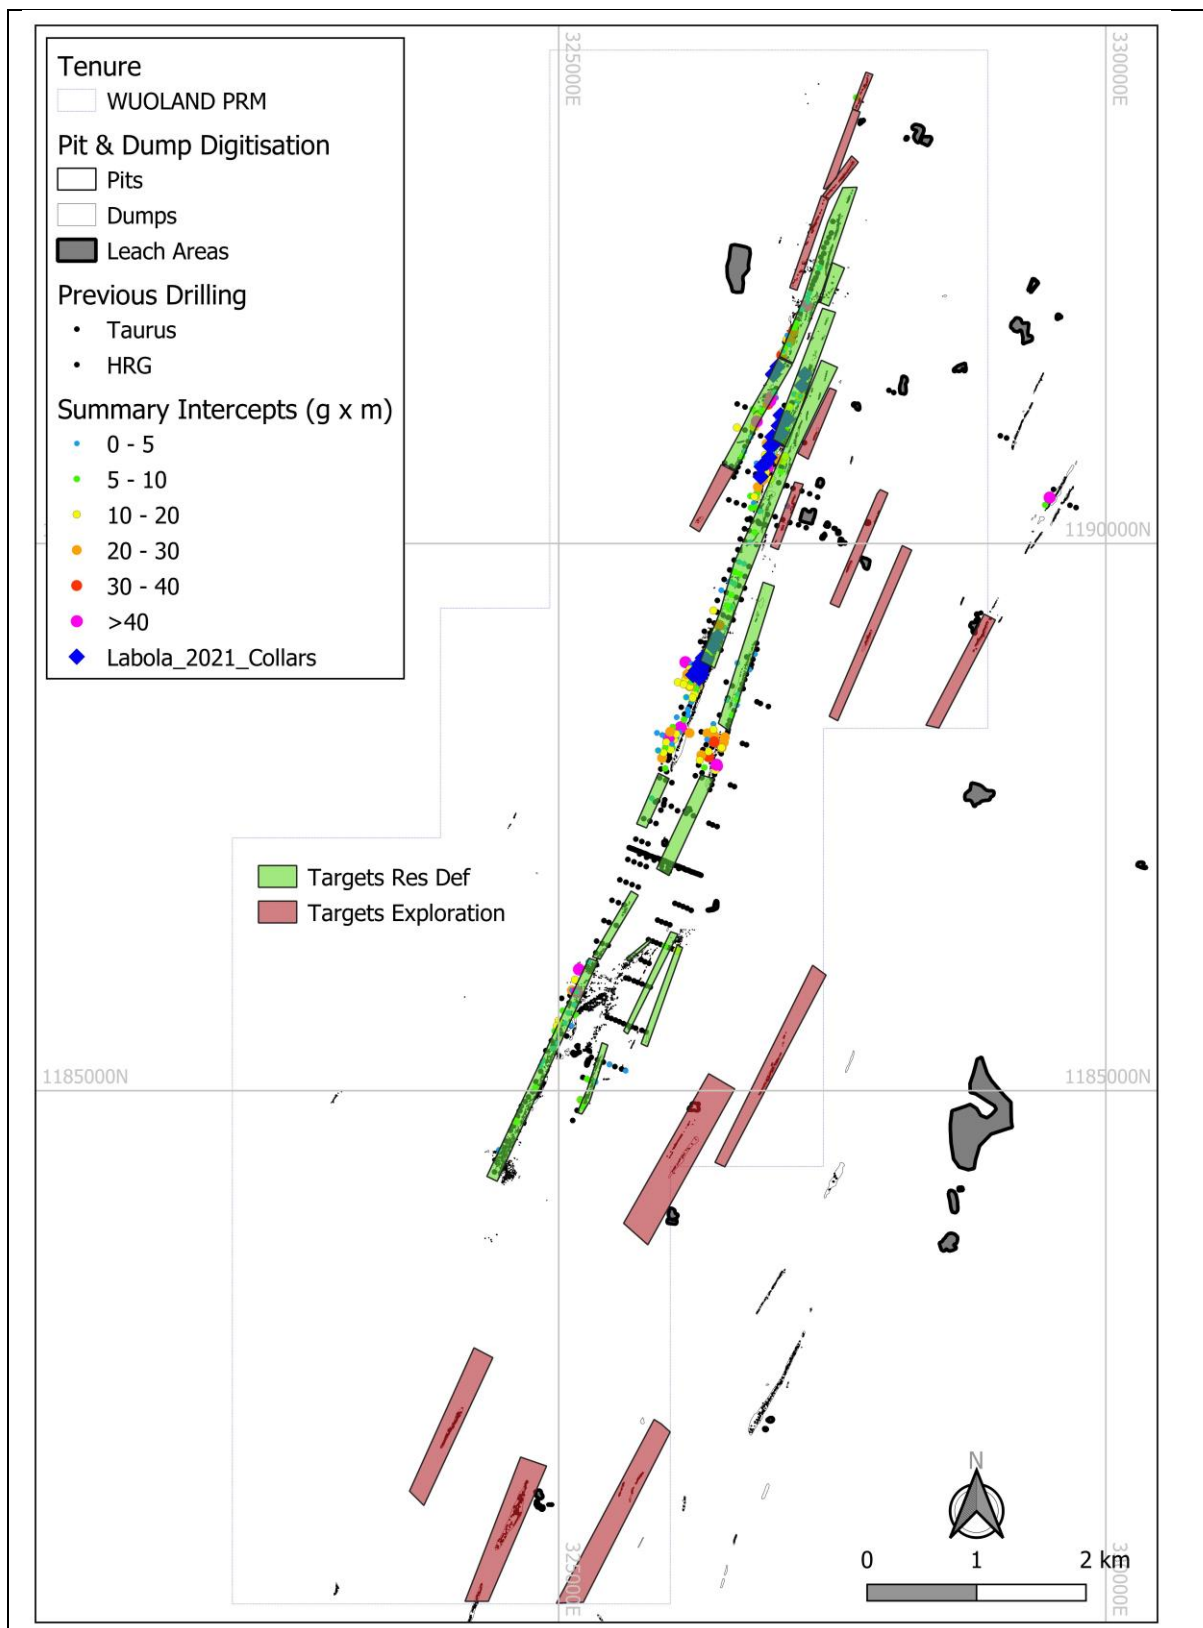 Tenure
WUOLAND PRM
Pit & Dump Digitisation
Pits
Dumps
Leach Areas
Previous Drilling
Taurus
HRG
Summary Intercepts (g x m)
0 - 5
5 - 10
10 - 20
20 - 30
30 - 40
>40
Labola_2021_Collars
325000E
330000E
1190000N
Targets Res Def
Targets Exploration
1185000N
1185000N
N
0 1 2 km
325000E